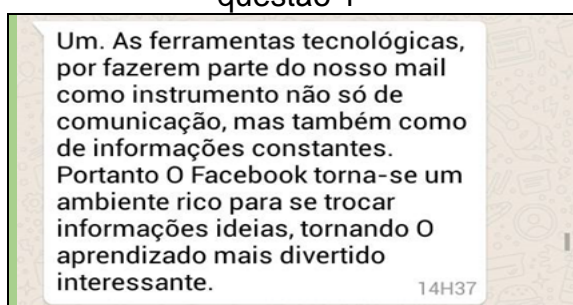 Um. As ferramentas tecnológicas,
por fazerem parte do nosso mail
como instrumento não só de
comunicação, mas também como
de informações constantes.
Portanto O Facebook torna-se um
ambiente rico para se trocar
informações ideias, tornando O
aprendizado mais divertido
interessante.
14H37